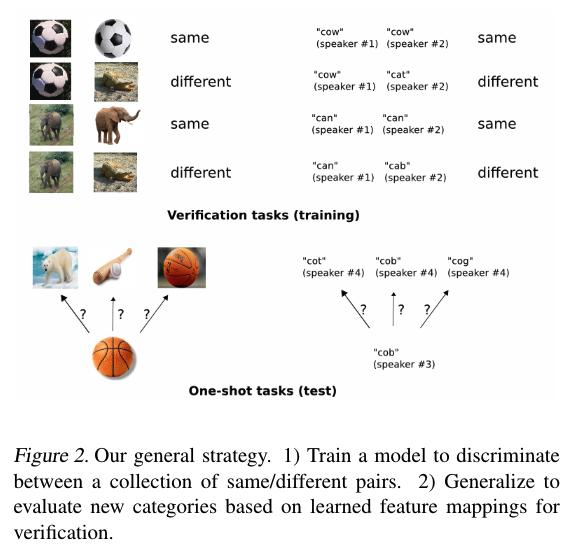 same "cow" "cow" same
(speaker #1) (speaker #2)
different "cow" "cat" different
(speaker #1) (speaker #2)
same "can" "can" same
(speaker #1) (speaker #2)
different "can" "cab" different
(speaker #1) (speaker #2)
Verification tasks (training)
"cot" "cob" "cog"
(speaker #4) (speaker #4) (speaker #4)
? ? ? ? ? ?
"cob"
(speaker #3)
One-shot tasks (test)
Figure 2. Our general strategy. 1) Train a model to discriminate
between a collection of same/different pairs. 2) Generalize to
evaluate new categories based on learned feature mappings for
verification.